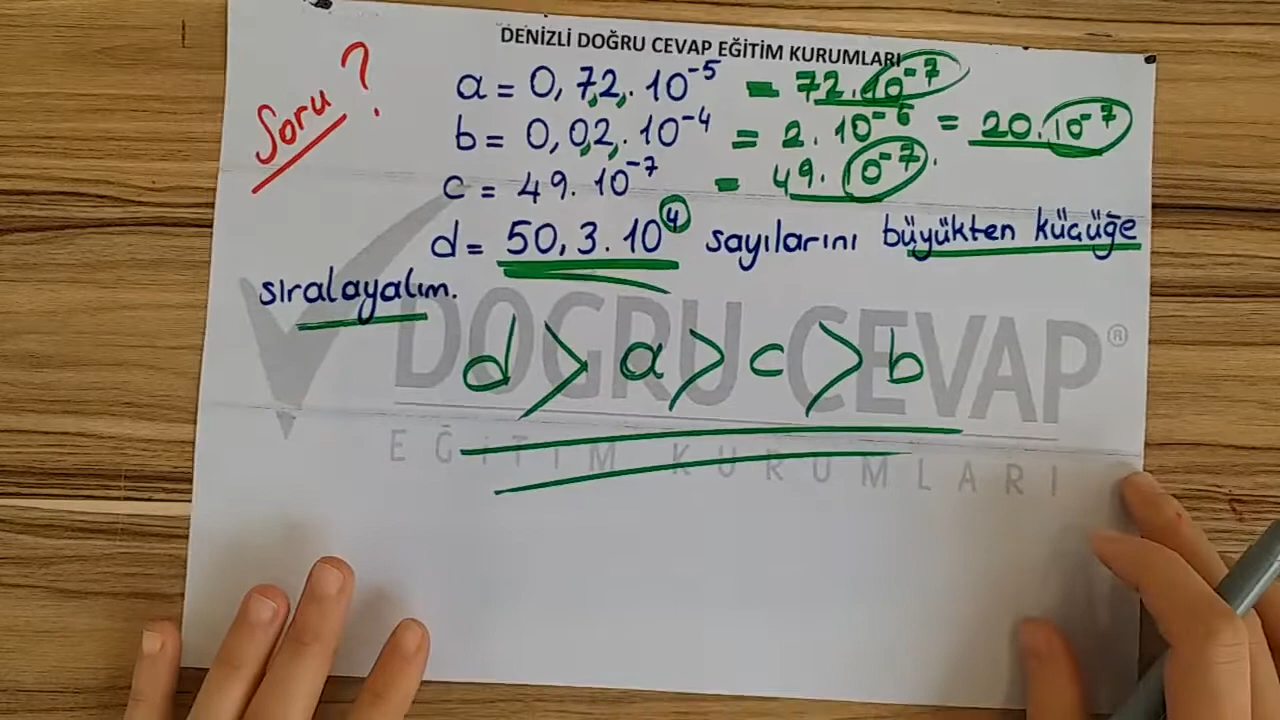 DENİZLİ DOĞRU CEVAP EĞİTİM KURUMLARI
Soru ?
a = 0,72. 10⁻⁵ = 72. 10⁻⁷
b = 0,02. 10⁻⁴ = 2. 10⁻⁶ = 20. 10⁻⁷
c = 49. 10⁻⁷ = 49. 10⁻⁷.
d = 50,3. 10⁴ sayılarını büyükten küçüğe
sıralayalım.
d > a > c > b
DOĞRU CEVAP®
EĞİTİM KURUMLARI